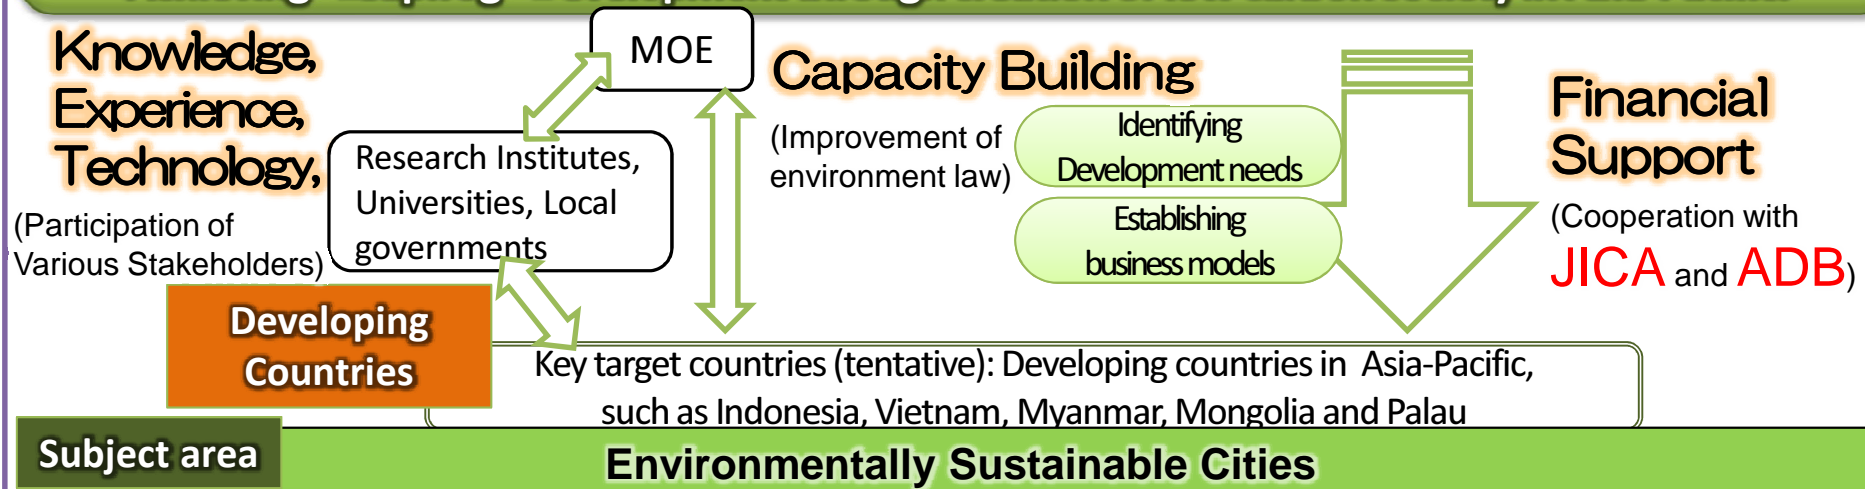 Knowledge,
Experience,
Technology,
(Participation of
Various Stakeholders)
MOE
Research Institutes,
Universities, Local
governments
Capacity Building
(Improvement of
environment law)
Identifying
Development needs
Establishing
business models
Financial
Support
(Cooperation with
JICA and ADB)
Developing
Countries
Key target countries (tentative): Developing countries in Asia-Pacific,
such as Indonesia, Vietnam, Myanmar, Mongolia and Palau
Subject area
Environmentally Sustainable Cities